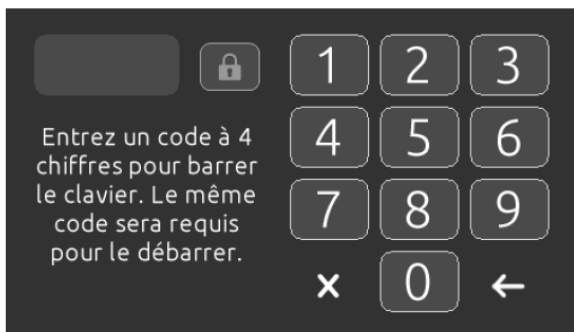 1 2 3
Entrez un code à 4
chiffres pour barrer
le clavier. Le même
code sera requis
pour le débarrer.
4 5 6
7 8 9
× 0 ←